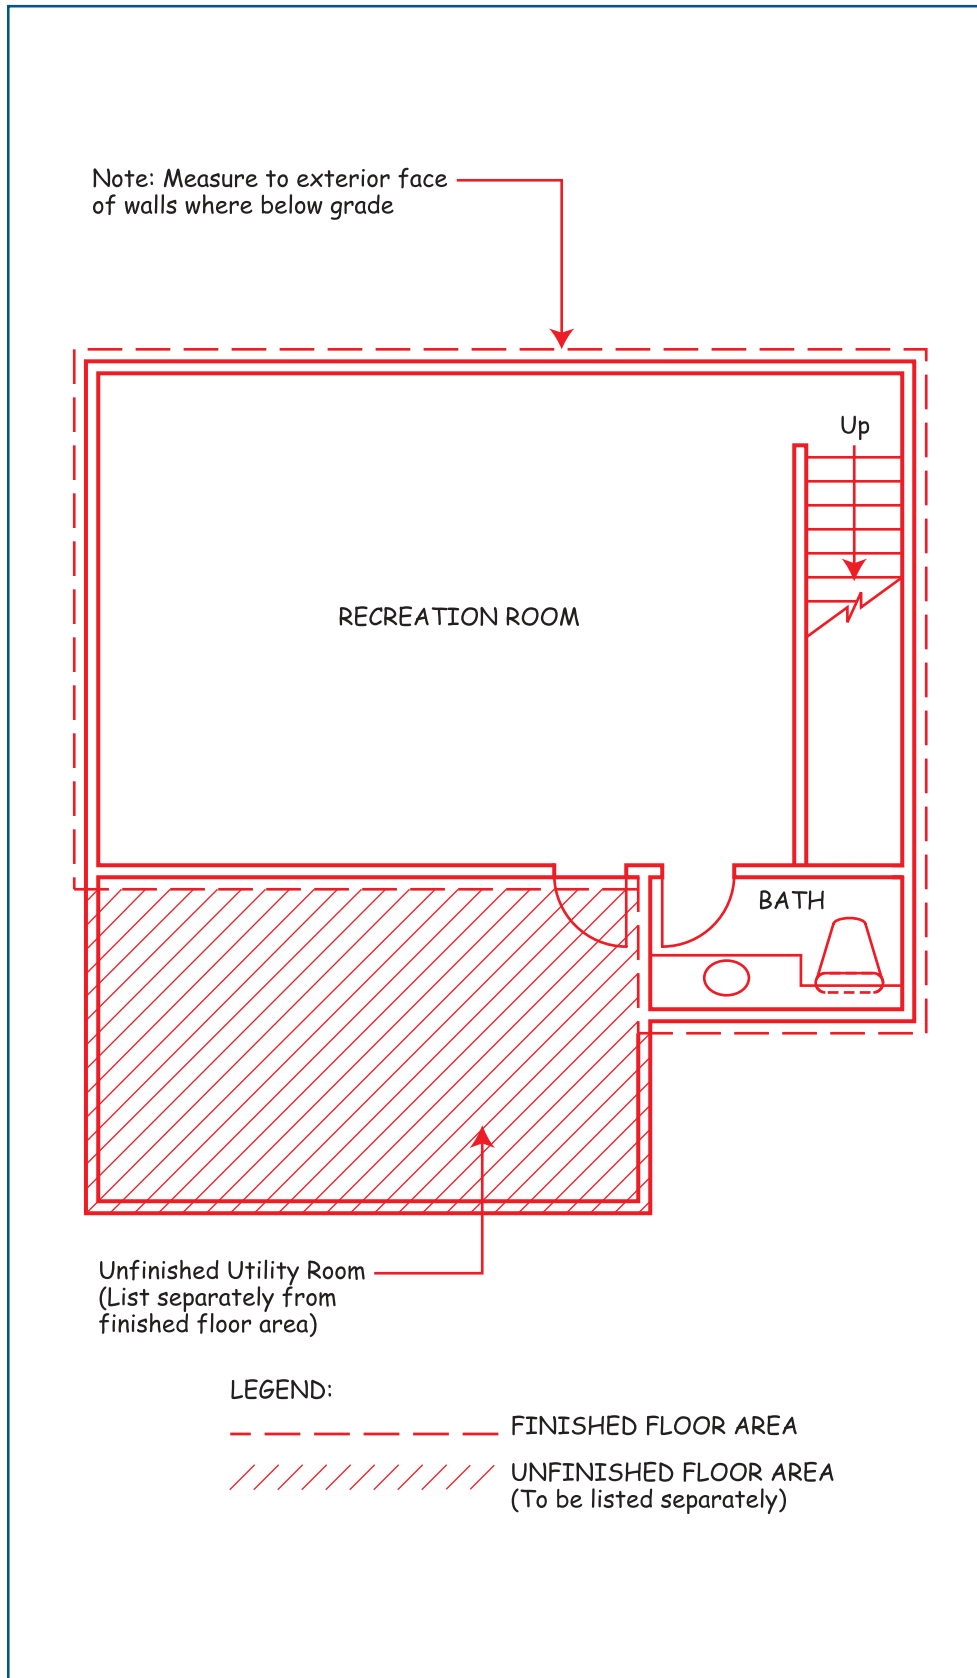 Note: Measure to exterior face
of walls where below grade
Up
RECREATION ROOM
BATH
Unfinished Utility Room
(List separately from
finished floor area)
LEGEND:
FINISHED FLOOR AREA
UNFINISHED FLOOR AREA
(To be listed separately)